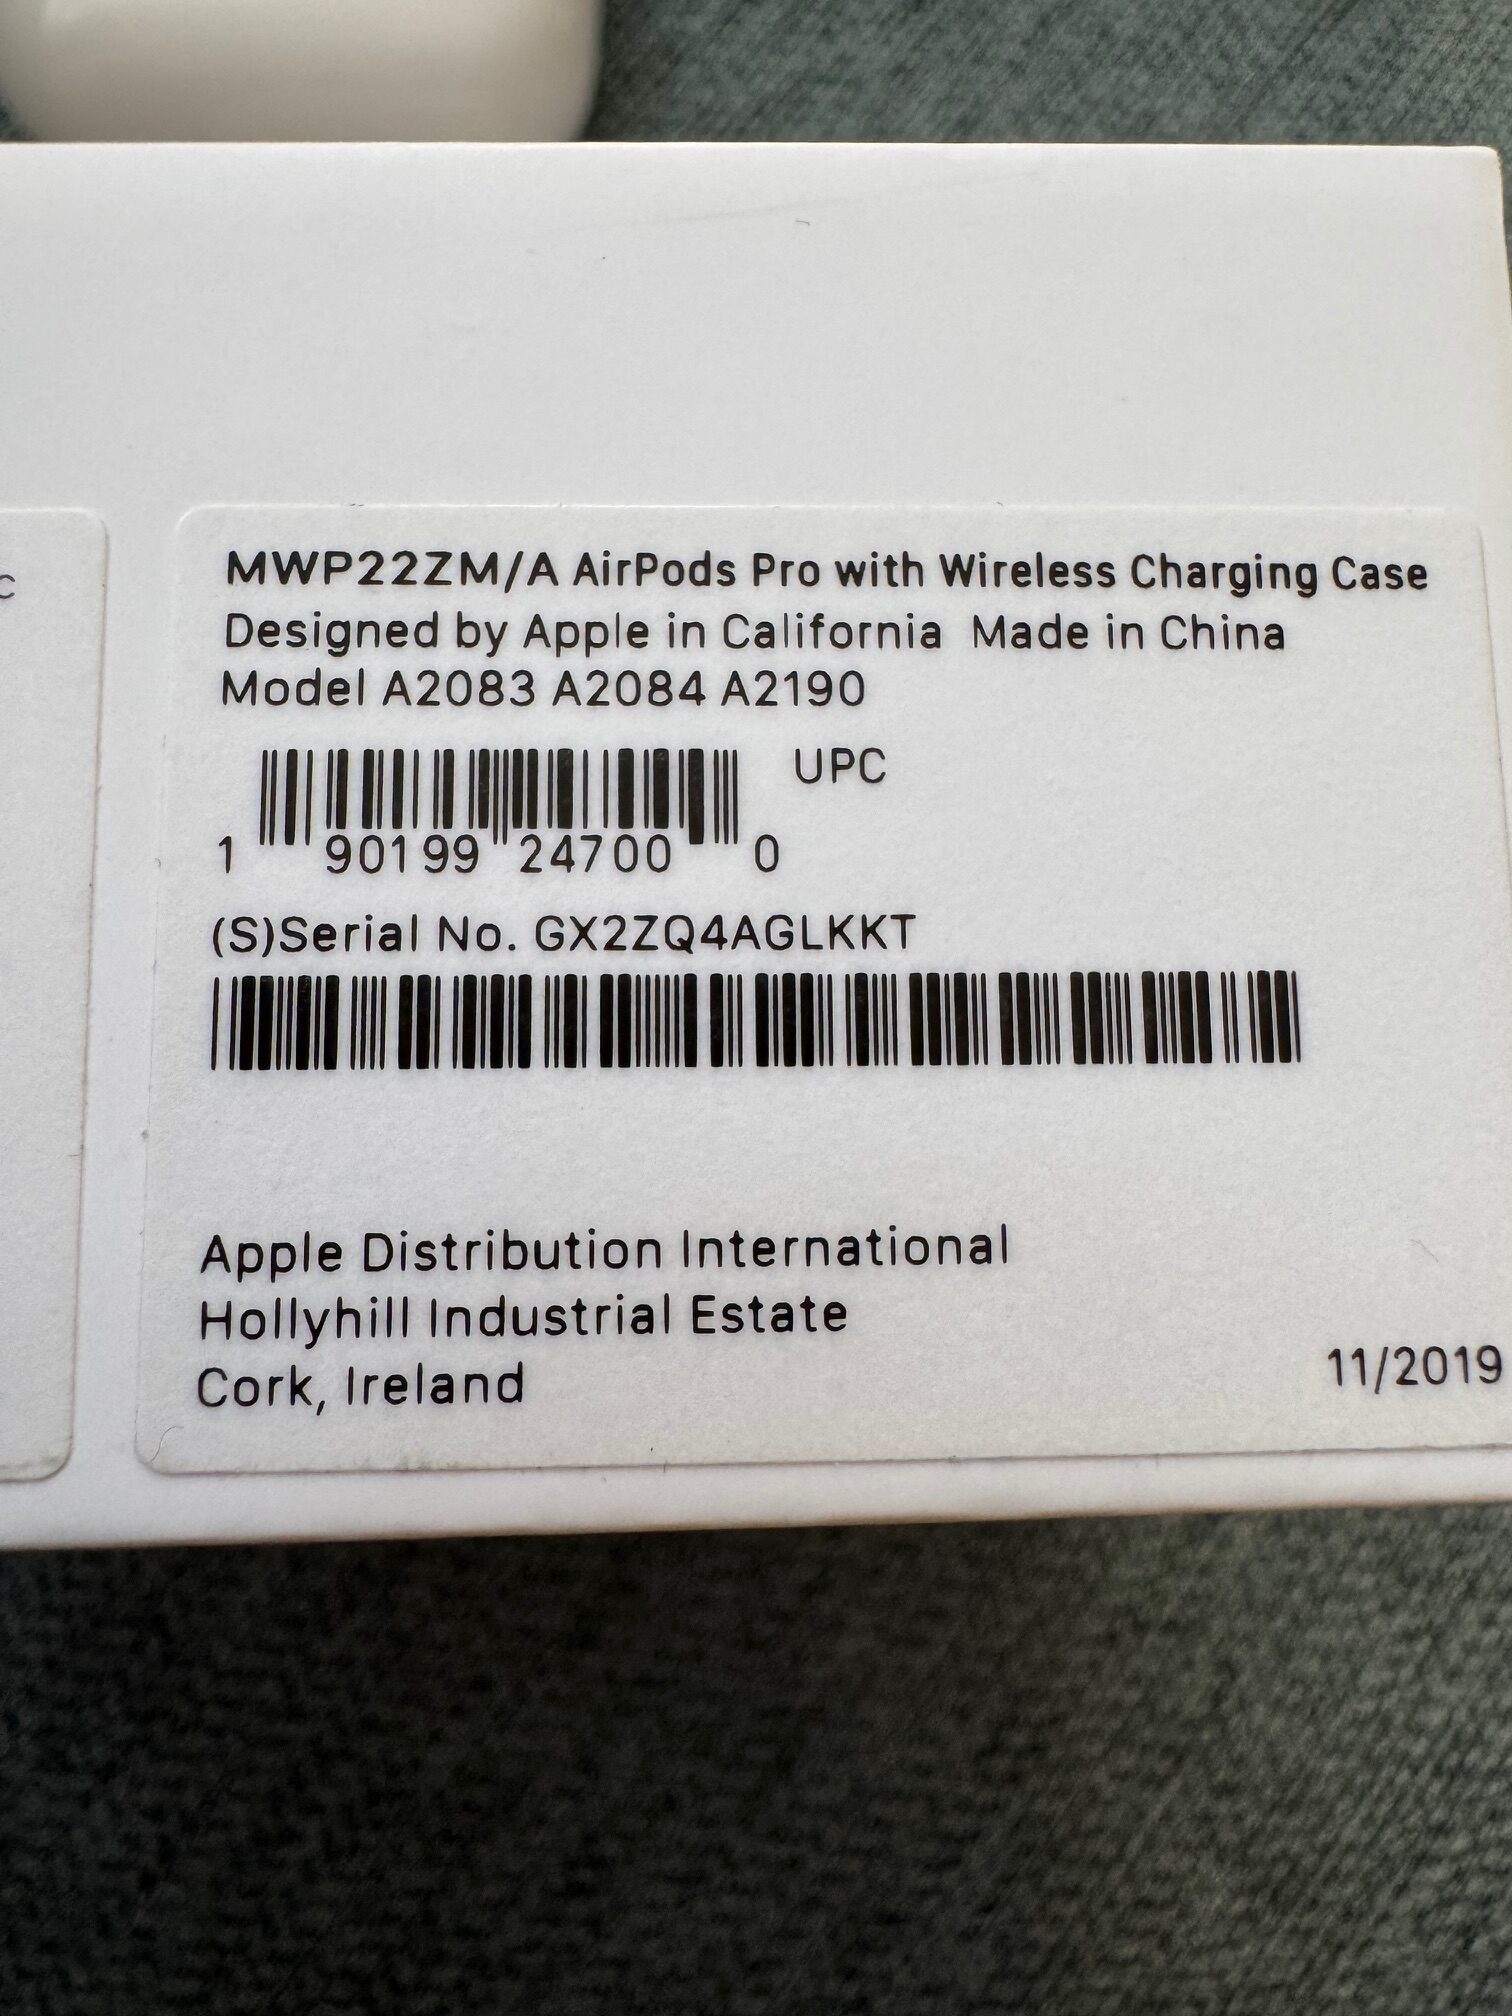 c
MWP22ZM/A AirPods Pro with Wireless Charging Case
Designed by Apple in California  Made in China
Model A2083 A2084 A2190
UPC
1 90199 24700 0
(S)Serial No. GX2ZQ4AGLKKT
Apple Distribution International
Hollyhill Industrial Estate
Cork, Ireland
11/2019